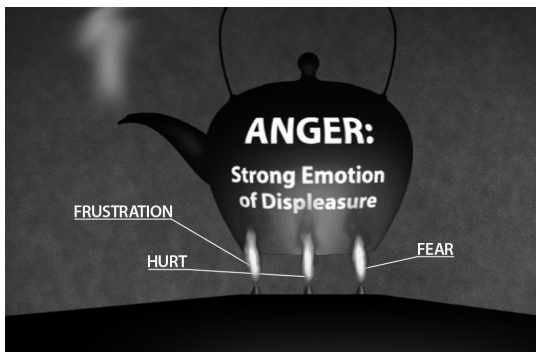 ANGER:
Strong Emotion
of Displeasure
FRUSTRATION
HURT
FEAR